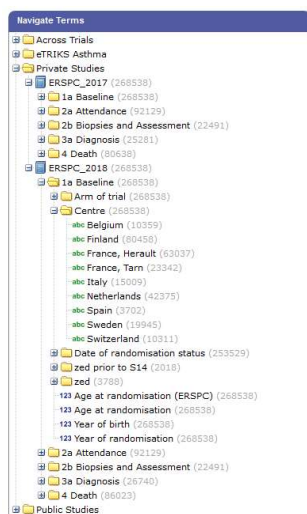 Navigate Terms
Across Trials
eTRIKS Asthma
Private Studies
ERSPC_2017 (268538)
1a Baseline (268538)
2a Attendance (92129)
2b Biopsies and Assessment (22491)
3a Diagnosis (25281)
4 Death (80638)
ERSPC_2018 (268538)
1a Baseline (268538)
Arm of trial (268538)
Centre (268538)
abc Belgium (10359)
abc Finland (80458)
abc France, Herault (63037)
abc France, Tarn (23342)
abc Italy (15009)
abc Netherlands (42375)
abc Spain (3702)
abc Sweden (19945)
abc Switzerland (10311)
Date of randomisation status (253529)
zed prior to S14 (2018)
zed (3788)
123 Age at randomisation (ERSPC) (268538)
123 Age at randomisation (268538)
123 Year of birth (268538)
123 Year of randomisation (268538)
2a Attendance (92129)
2b Biopsies and Assessment (22491)
3a Diagnosis (26740)
4 Death (86023)
Public Studies